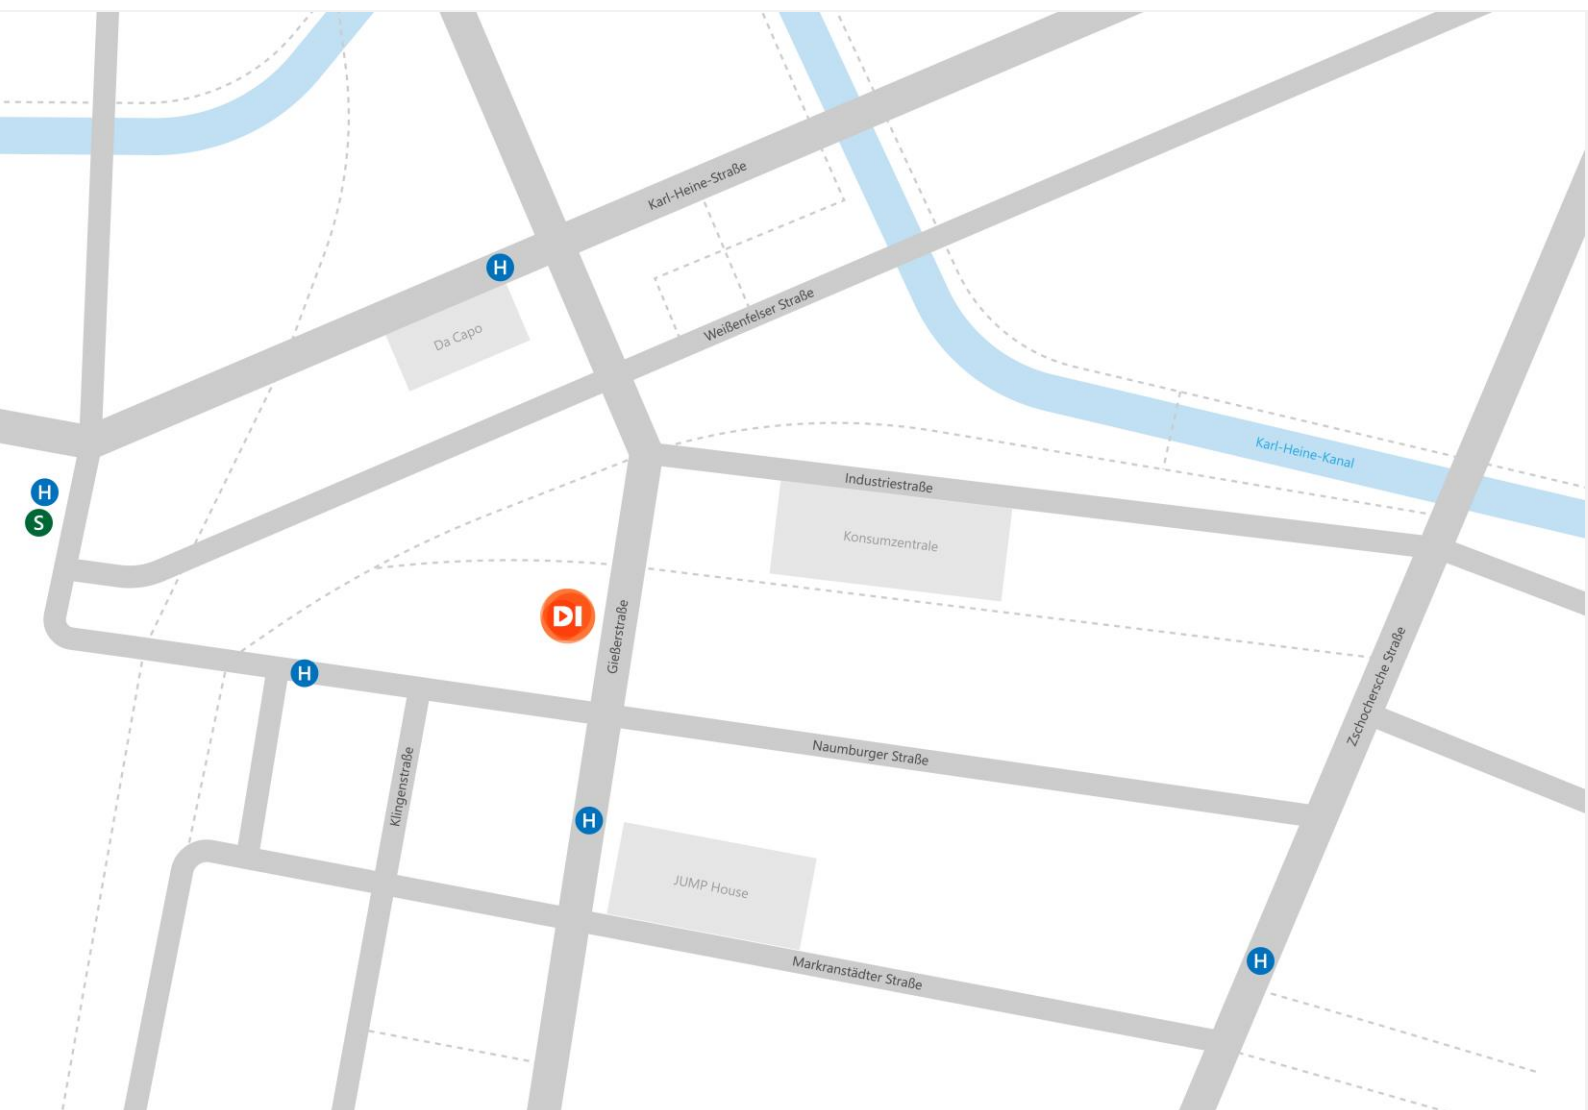 Karl-Heine-Straße
H
Weißenfelser Straße
Da Capo
Karl-Heine-Kanal
H
S
Industriestraße
Konsumzentrale
DI
Gießerstraße
Zschochersche Straße
H
Naumburger Straße
Klingenstraße
H
JUMP House
H
Markranstädter Straße